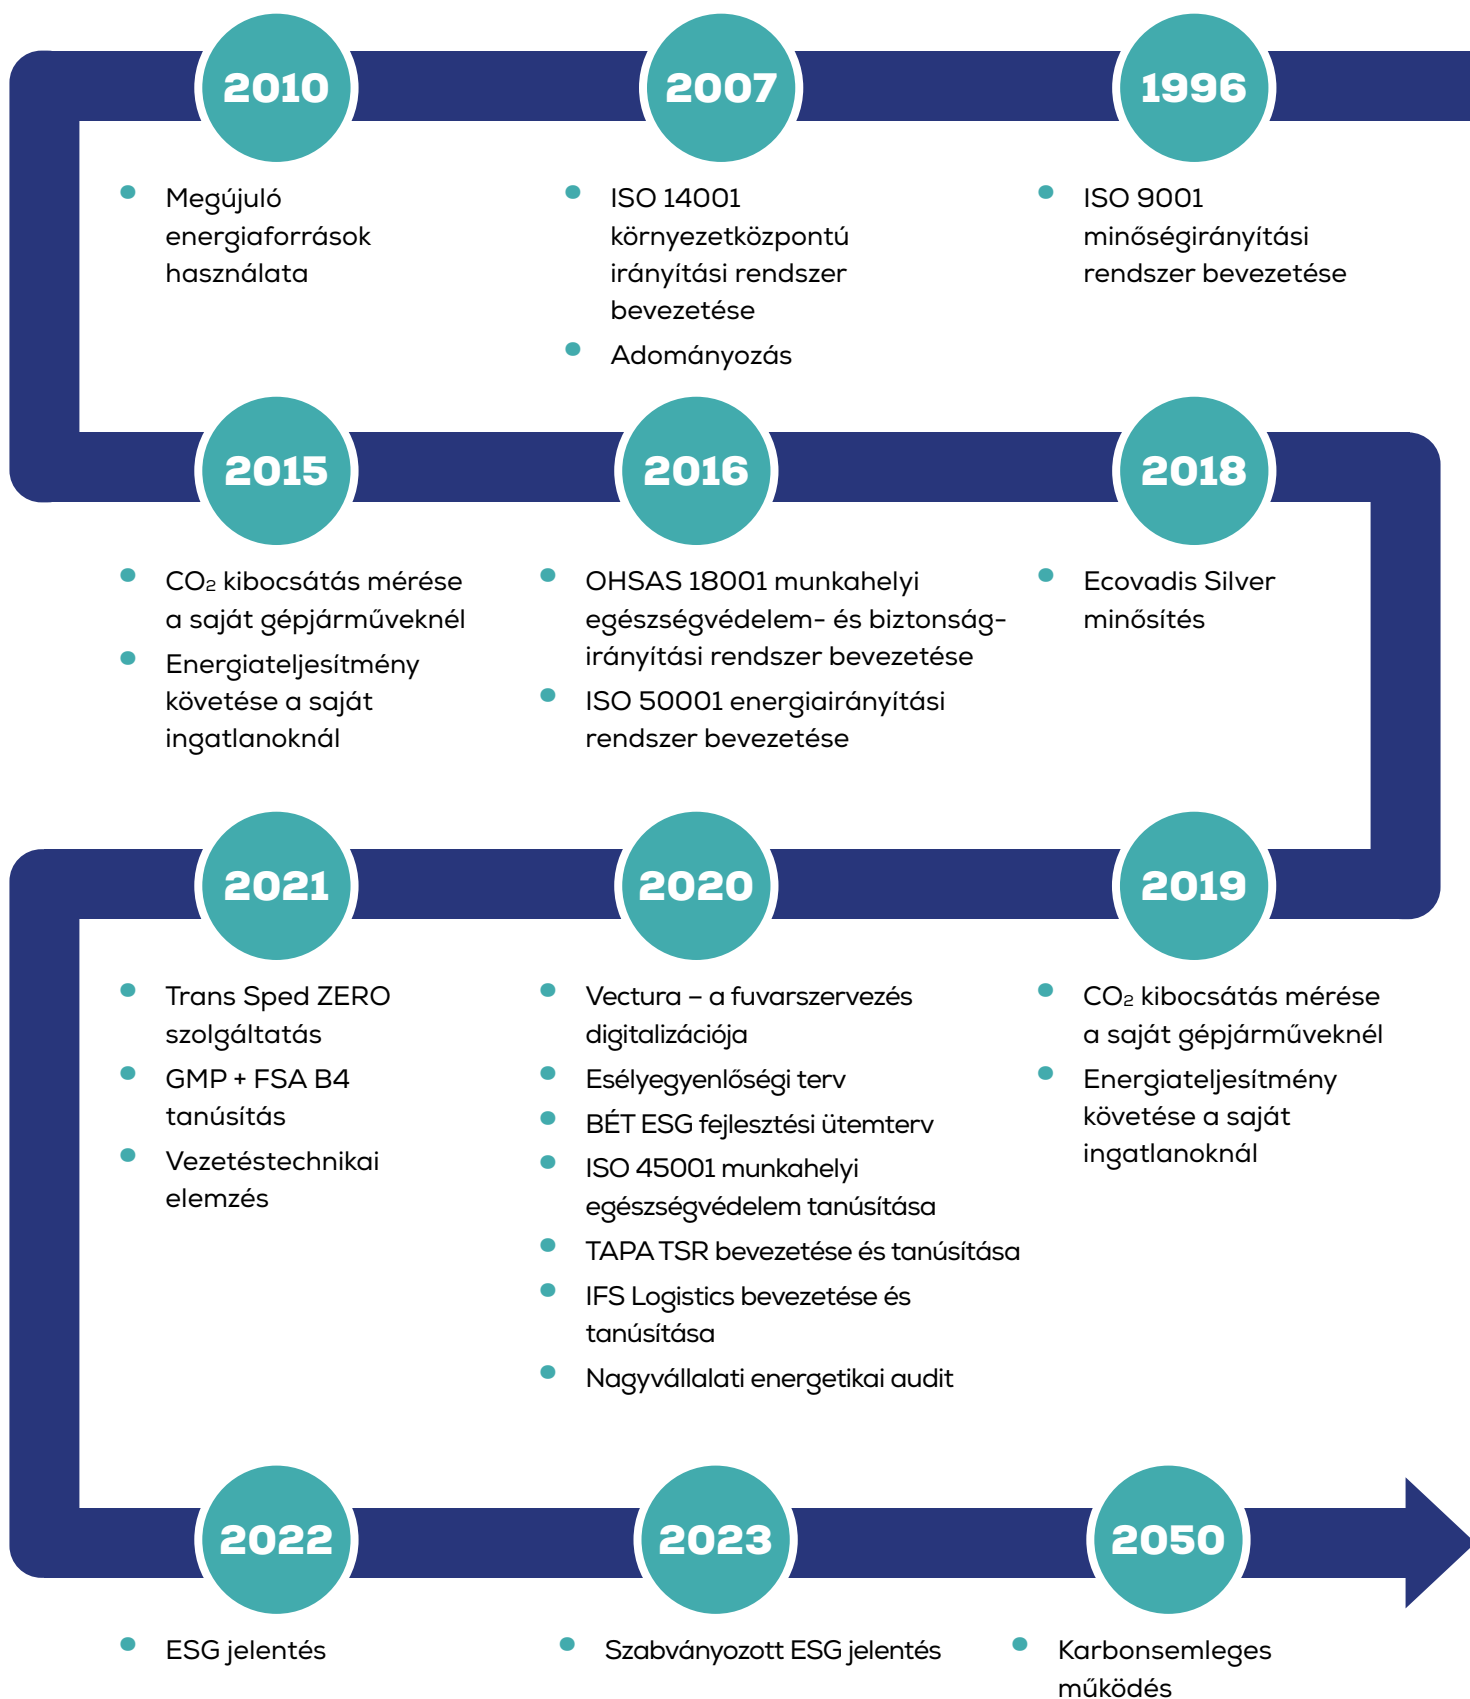 2010
Megújuló
energiaforrások
használata
2007
ISO 14001
környezetközpontú
irányítási rendszer
bevezetése
Adományozás
1996
ISO 9001
minőségirányítási
rendszer bevezetése
2015
CO₂ kibocsátás mérése
a saját gépjárműveknél
Energiateljesítmény
követése a saját
ingatlanoknál
2016
OHSAS 18001 munkahelyi
egészségvédelem- és biztonság-
irányítási rendszer bevezetése
ISO 50001 energiairányítási
rendszer bevezetése
2018
Ecovadis Silver
minősítés
2021
Trans Sped ZERO
szolgáltatás
GMP + FSA B4
tanúsítás
Vezetéstechnikai
elemzés
2020
Vectura – a fuvarszervezés
digitalizációja
Esélyegyenlőségi terv
BÉT ESG fejlesztési ütemterv
ISO 45001 munkahelyi
egészségvédelem tanúsítása
TAPA TSR bevezetése és tanúsítása
IFS Logistics bevezetése és
tanúsítása
Nagyvállalati energetikai audit
2019
CO₂ kibocsátás mérése
a saját gépjárműveknél
Energiateljesítmény
követése a saját
ingatlanoknál
2022
ESG jelentés
2023
Szabványozott ESG jelentés
2050
Karbonsemleges
működés